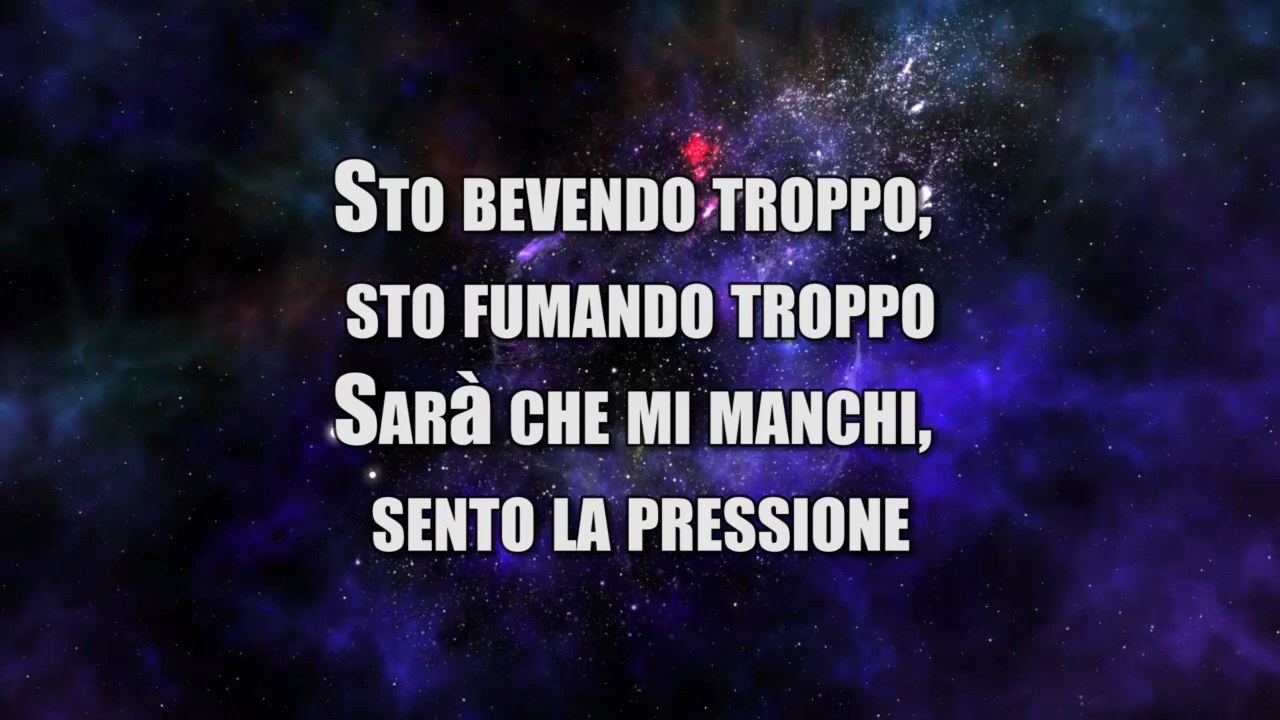 Sto bevendo troppo,
sto fumando troppo
Sarà che mi manchi,
sento la pressione